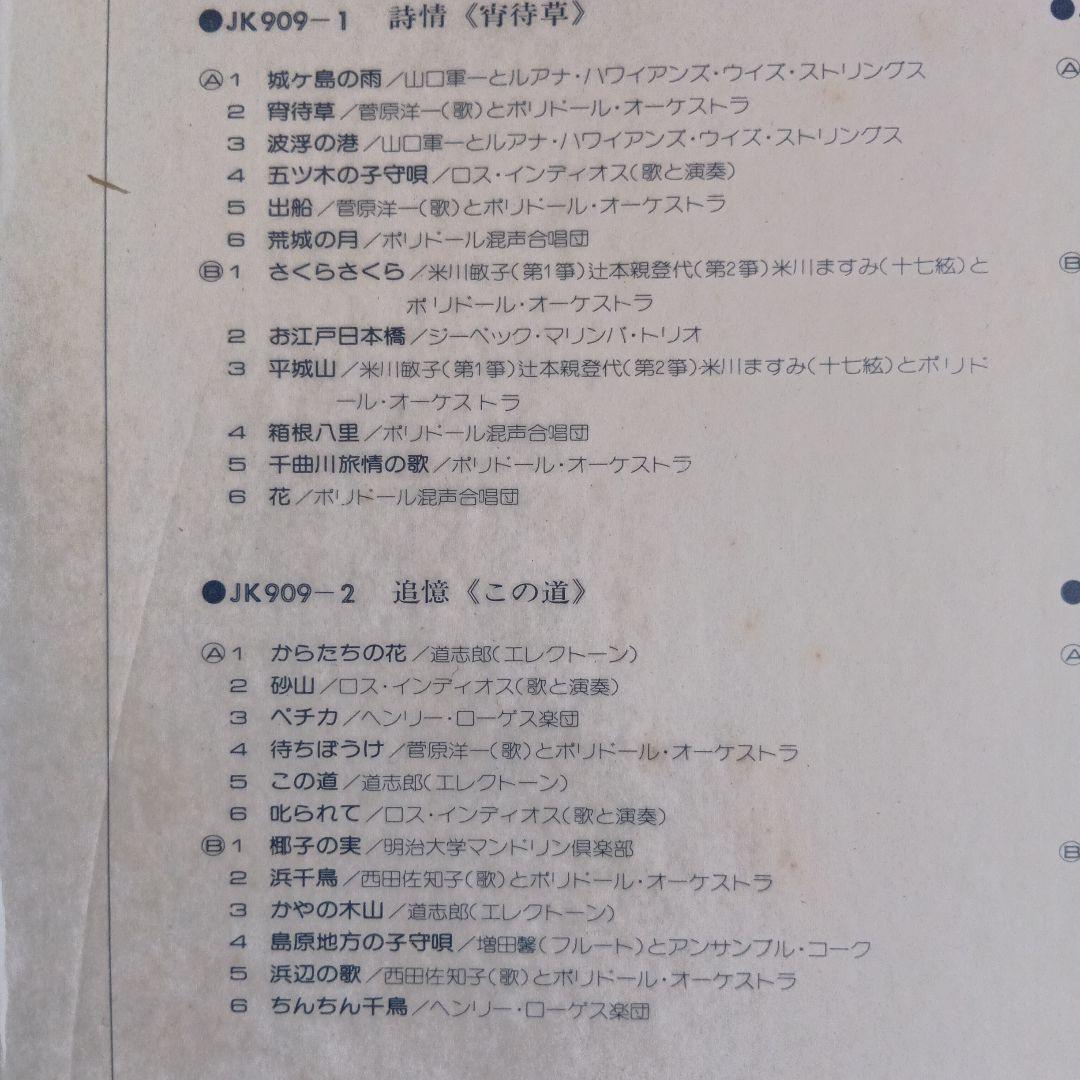 ●JK909-1 詩情《宵待草》
Ⓐ1 城ヶ島の雨/山口軍一とルアナ・ハワイアンズ・ウイズ・ストリングス
2 宵待草/菅原洋一(歌)とポリドール・オーケストラ
3 波浮の港/山口軍一とルアナ・ハワイアンズ・ウイズ・ストリングス
4 五ツ木の子守唄/ロス・インディオス(歌と演奏)
5 出船/菅原洋一(歌)とポリドール・オーケストラ
6 荒城の月/ポリドール混声合唱団
Ⓑ1 さくらさくら/米川敏子(第1箏)辻本親登代(第2箏)米川ますみ(十七絃)と
ポリドール・オーケストラ
2 お江戸日本橋/ジーベック・マリンバ・トリオ
3 平城山/米川敏子(第1箏)辻本親登代(第2箏)米川ますみ(十七絃)とポリド
ール・オーケストラ
4 箱根八里/ポリドール混声合唱団
5 千曲川旅情の歌/ポリドール・オーケストラ
6 花/ポリドール混声合唱団
●JK909-2 追憶《この道》
Ⓐ1 からたちの花/道志郎(エレクトーン)
2 砂山/ロス・インディオス(歌と演奏)
3 ペチカ/ヘンリー・ローゲス楽団
4 待ちぼうけ/菅原洋一(歌)とポリドール・オーケストラ
5 この道/道志郎(エレクトーン)
6 叱られて/ロス・インディオス(歌と演奏)
Ⓑ1 椰子の実/明治大学マンドリン倶楽部
2 浜千鳥/西田佐知子(歌)とポリドール・オーケストラ
3 かやの木山/道志郎(エレクトーン)
4 島原地方の子守唄/増田馨(フルート)とアンサンブル・コーク
5 浜辺の歌/西田佐知子(歌)とポリドール・オーケストラ
6 ちんちん千鳥/ヘンリー・ローゲス楽団